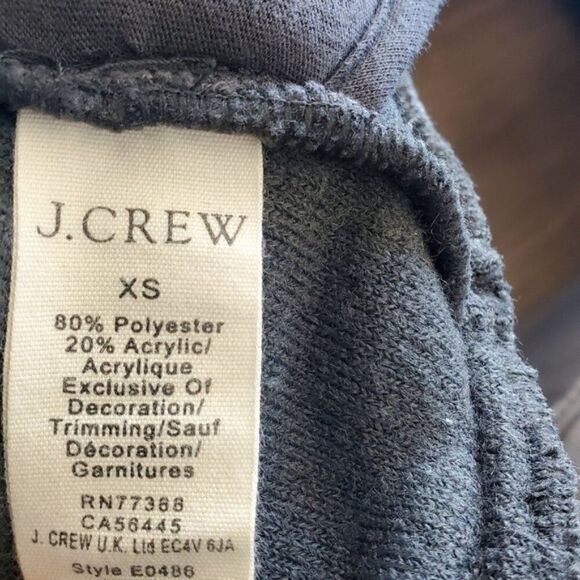 J.CREW
XS
80% Polyester
20% Acrylic/
Acrylique
Exclusive Of
Decoration/
Trimming/Sauf
Décoration/
Garnitures
RN77388
CA56445
J. CREW U.K. Ltd EC4V 6JA
Style E0486